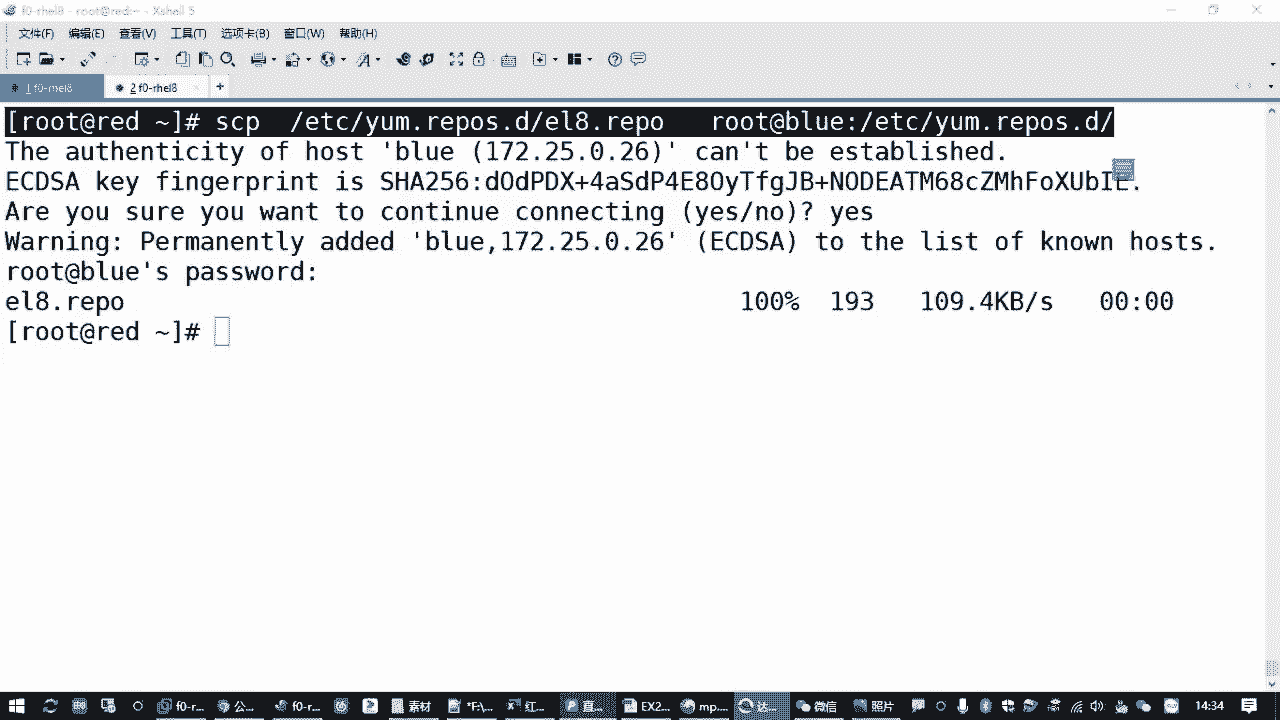 f0-rhel8 - root@red:~ - Xshell 5
文件(F) 编辑(E) 查看(V) 工具(T) 选项卡(B) 窗口(W) 帮助(H)
1 f0-rhel8 2 f0-rhel8 +
[root@red ~]# scp /etc/yum.repos.d/el8.repo root@blue:/etc/yum.repos.d/
The authenticity of host 'blue (172.25.0.26)' can't be established.
ECDSA key fingerprint is SHA256:dOdPDX+4aSdP4E8OyTfgJB+NODEATM68cZMhFoXUbIE.
Are you sure you want to continue connecting (yes/no)? yes
Warning: Permanently added 'blue,172.25.0.26' (ECDSA) to the list of known hosts.
root@blue's password:
el8.repo 100% 193 109.4KB/s 00:00
[root@red ~]#
f0-r... 公... f0-r... 素材 *F:\... 红... 直... EX2... mp... 达... 微信 照片 14:34